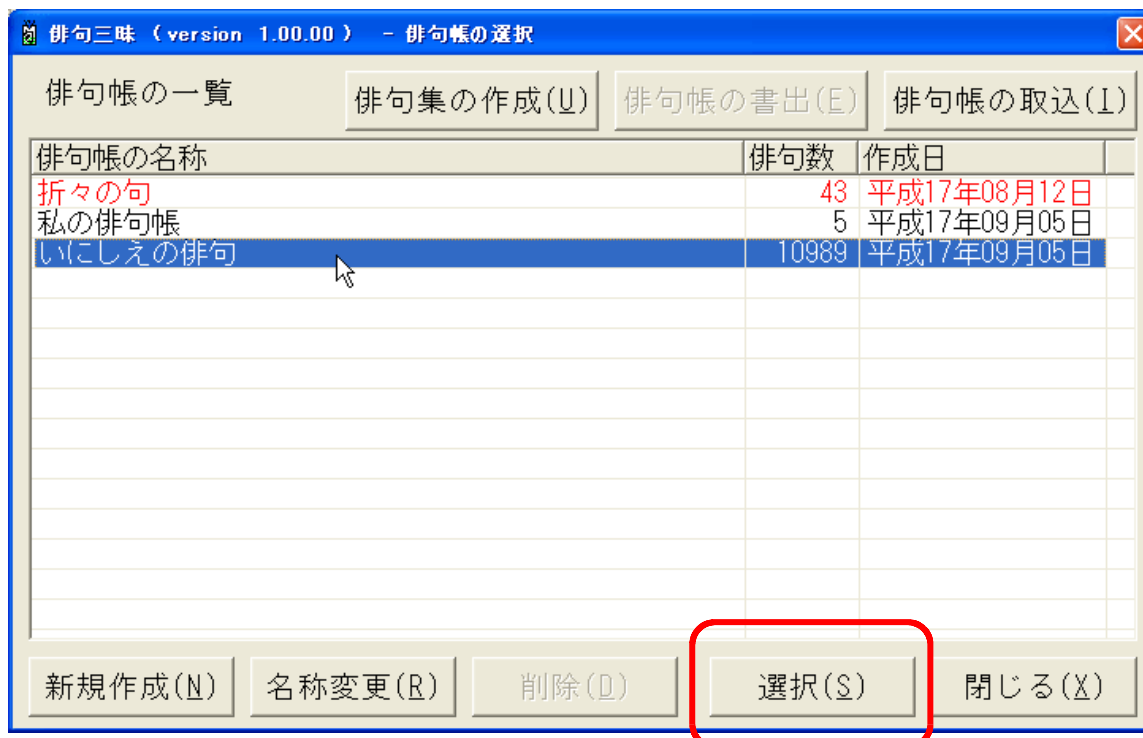 俳句三昧 (version 1.00.00) - 俳句帳の選択
俳句帳の一覧 俳句集の作成(U) 俳句帳の書出(E) 俳句帳の取込(I)
俳句帳の名称 俳句数 作成日
折々の句 43 平成17年08月12日
私の俳句帳 5 平成17年09月05日
いにしえの俳句 10989 平成17年09月05日
新規作成(N) 名称変更(R) 削除(D) 選択(S) 閉じる(X)